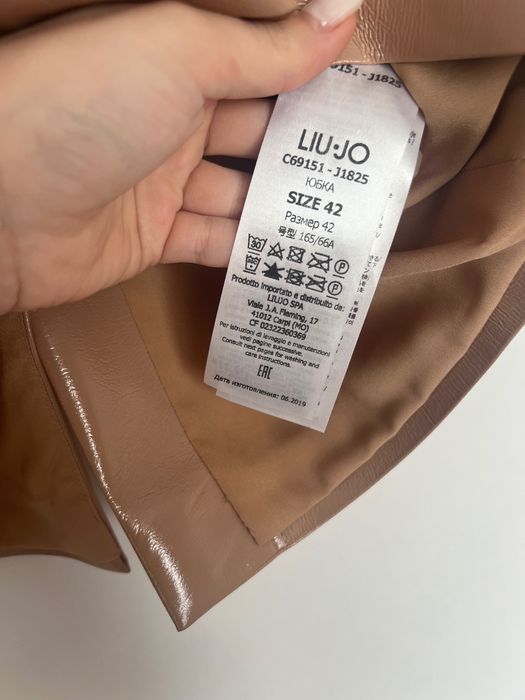 C69151 - J1825
LIU·JO
C69151 - J1825
ЮБКА
SIZE 42
Размер 42
号型 165/66A
Prodotto importato e distribuito da:
LIUJO SPA
Viale J.A. Fleming, 17
41012 Carpi (MO)
CF 02322360369
Per istruzioni di lavaggio e manutenzioni
vedi pagine successive.
Consult next pages for washing and
care instructions.
EAC
Дата изготовления: 06.2019